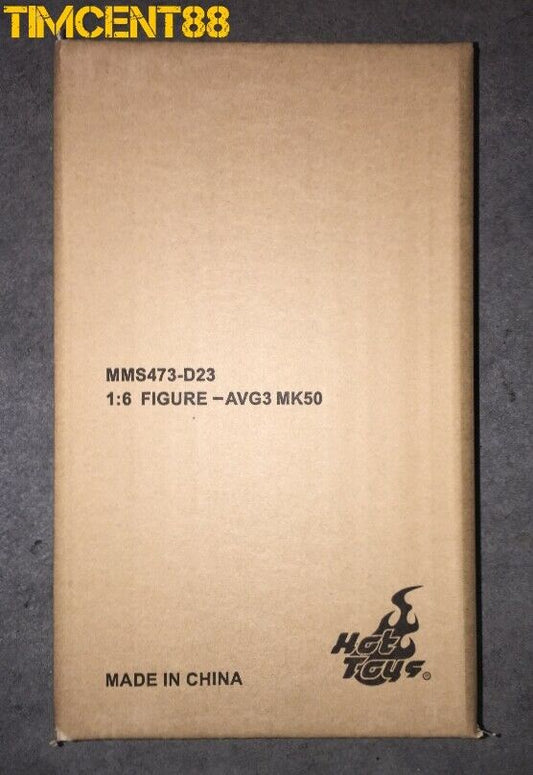 TIMCENT88
MMS473-D23
1:6 FIGURE -AVG3 MK50
Hot
Toys®
MADE IN CHINA